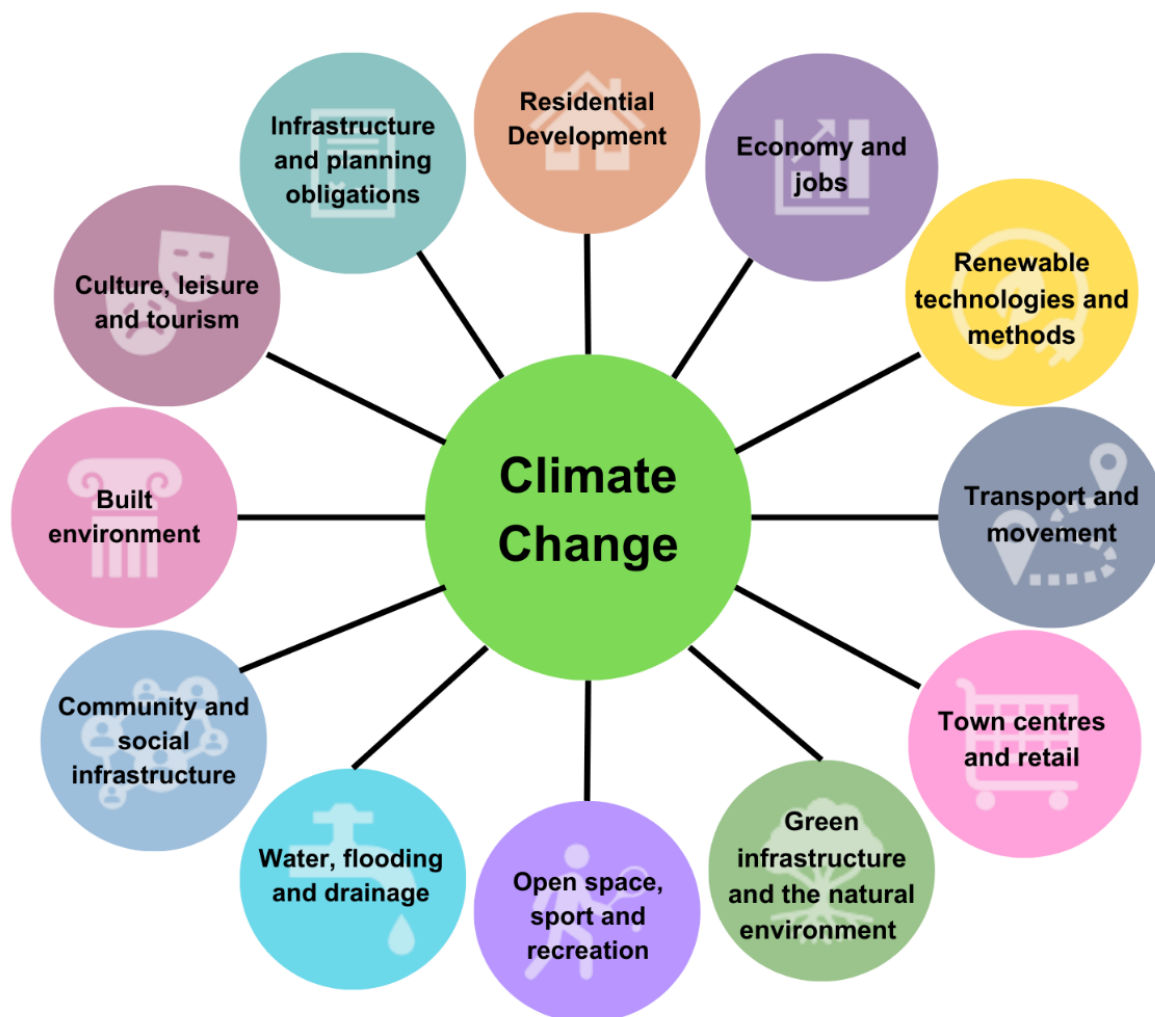 Climate
Change
Residential
Development
Economy and
jobs
Renewable
technologies and
methods
Transport and
movement
Town centres
and retail
Green
infrastructure
and the natural
environment
Open space,
sport and
recreation
Water, flooding
and drainage
Community and
social
infrastructure
Built
environment
Culture, leisure
and tourism
Infrastructure
and planning
obligations